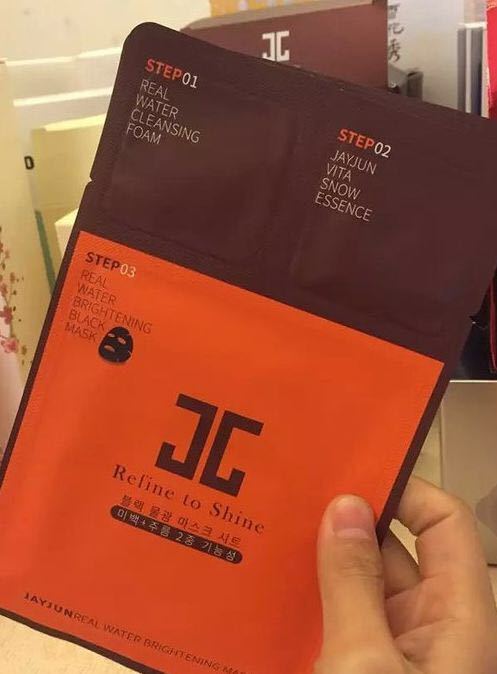 STEP01
REAL
WATER
CLEANSING
FOAM
STEP02
JAYJUN
VITA
SNOW
ESSENCE
STEP03
REAL
WATER
BRIGHTENING
BLACK
MASK
Refine to Shine
블랙 물광 마스크 시트
미백+주름 2중 기능성
JAYJUN REAL WATER BRIGHTENING